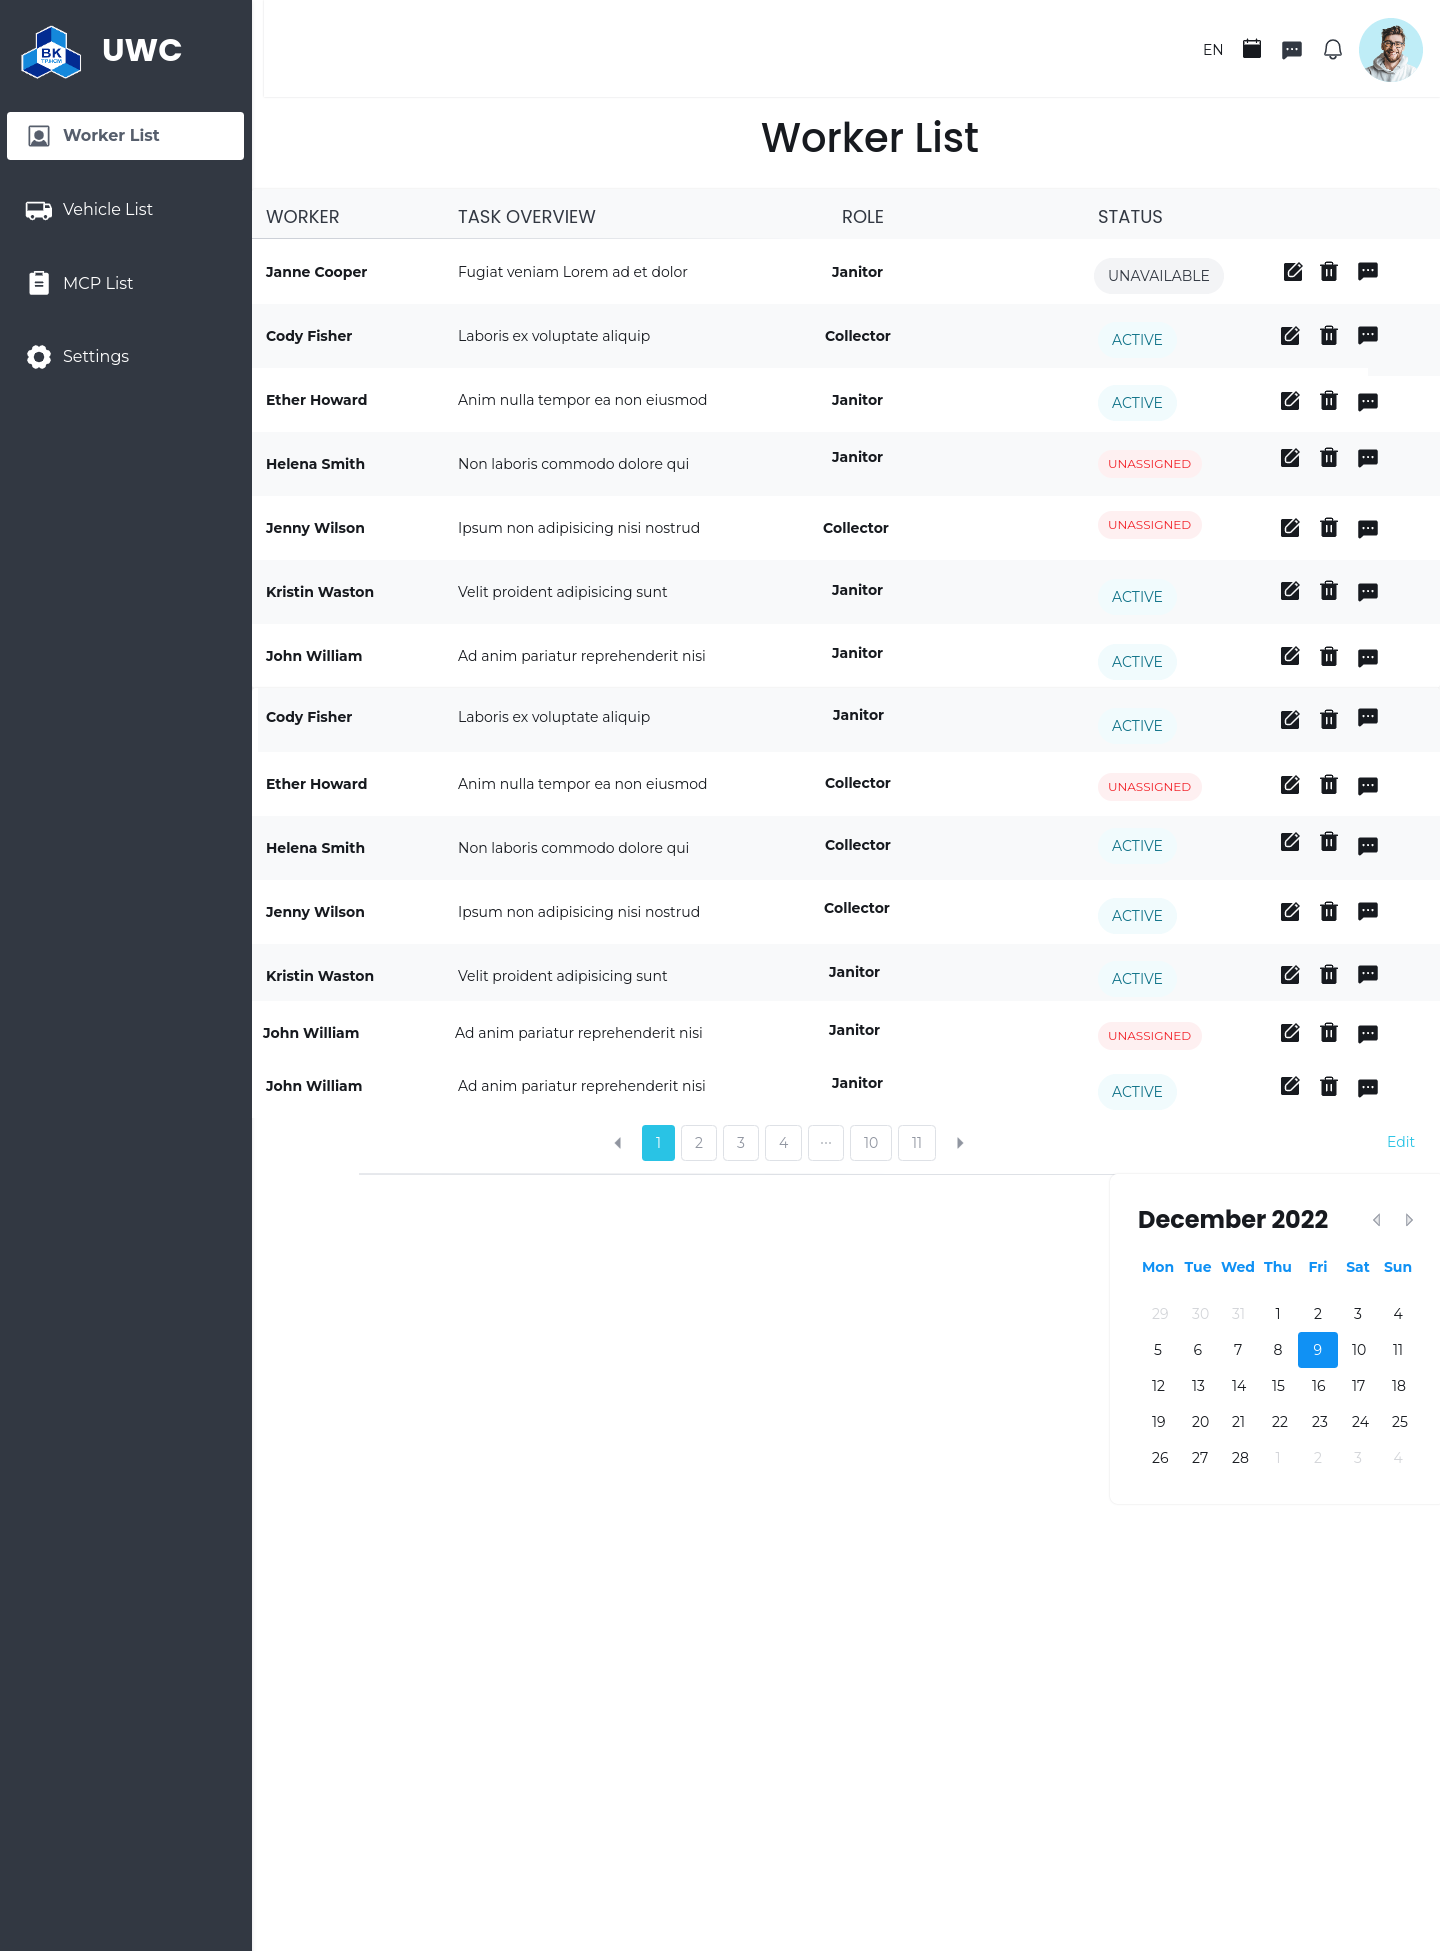 BK
TP.HCM
UWC
EN
Worker List
Vehicle List
MCP List
Settings
Worker List
WORKER TASK OVERVIEW ROLE STATUS
Janne Cooper Fugiat veniam Lorem ad et dolor Janitor UNAVAILABLE
Cody Fisher Laboris ex voluptate aliquip Collector ACTIVE
Ether Howard Anim nulla tempor ea non eiusmod Janitor ACTIVE
Helena Smith Non laboris commodo dolore qui Janitor UNASSIGNED
Jenny Wilson Ipsum non adipisicing nisi nostrud Collector UNASSIGNED
Kristin Waston Velit proident adipisicing sunt Janitor ACTIVE
John William Ad anim pariatur reprehenderit nisi Janitor ACTIVE
Cody Fisher Laboris ex voluptate aliquip Janitor ACTIVE
Ether Howard Anim nulla tempor ea non eiusmod Collector UNASSIGNED
Helena Smith Non laboris commodo dolore qui Collector ACTIVE
Jenny Wilson Ipsum non adipisicing nisi nostrud Collector ACTIVE
Kristin Waston Velit proident adipisicing sunt Janitor ACTIVE
John William Ad anim pariatur reprehenderit nisi Janitor UNASSIGNED
John William Ad anim pariatur reprehenderit nisi Janitor ACTIVE
1 2 3 4 ... 10 11 Edit
December 2022
Mon Tue Wed Thu Fri Sat Sun
29 30 31 1 2 3 4
5 6 7 8 9 10 11
12 13 14 15 16 17 18
19 20 21 22 23 24 25
26 27 28 1 2 3 4